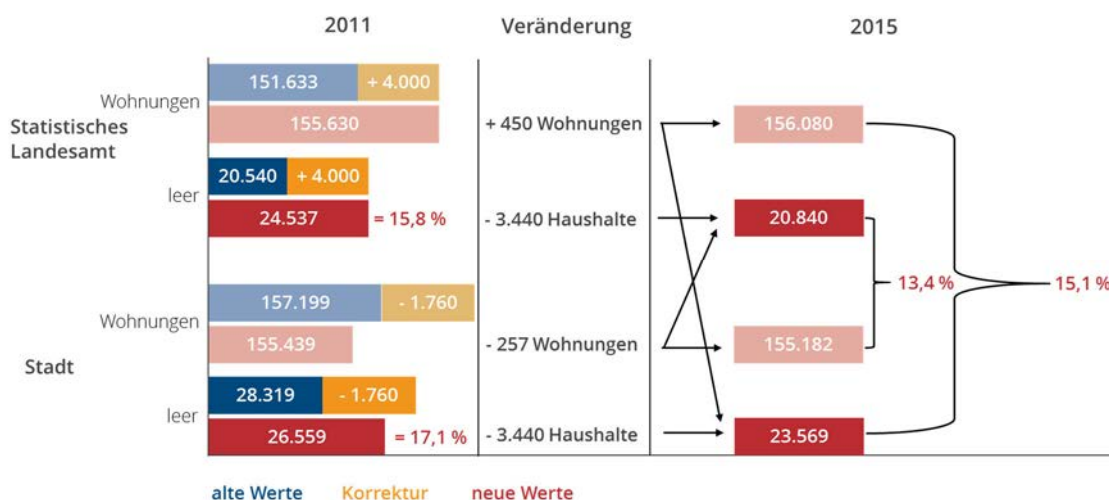 2011 Veränderung 2015
151.633 + 4.000
Wohnungen
155.630
+ 450 Wohnungen
156.080
Statistisches
Landesamt
20.540 + 4.000
leer
24.537 = 15,8 %
- 3.440 Haushalte
20.840
13,4 %
15,1 %
157.199 - 1.760
Wohnungen
155.439
- 257 Wohnungen
155.182
Stadt
28.319 - 1.760
leer
26.559 = 17,1 %
- 3.440 Haushalte
23.569
alte Werte Korrektur neue Werte